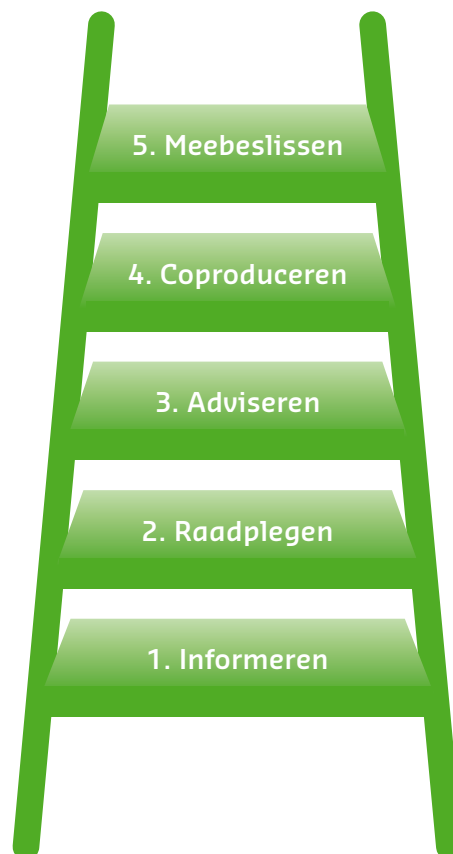 5. Meebeslissen
4. Coproduceren
3. Adviseren
2. Raadplegen
1. Informeren